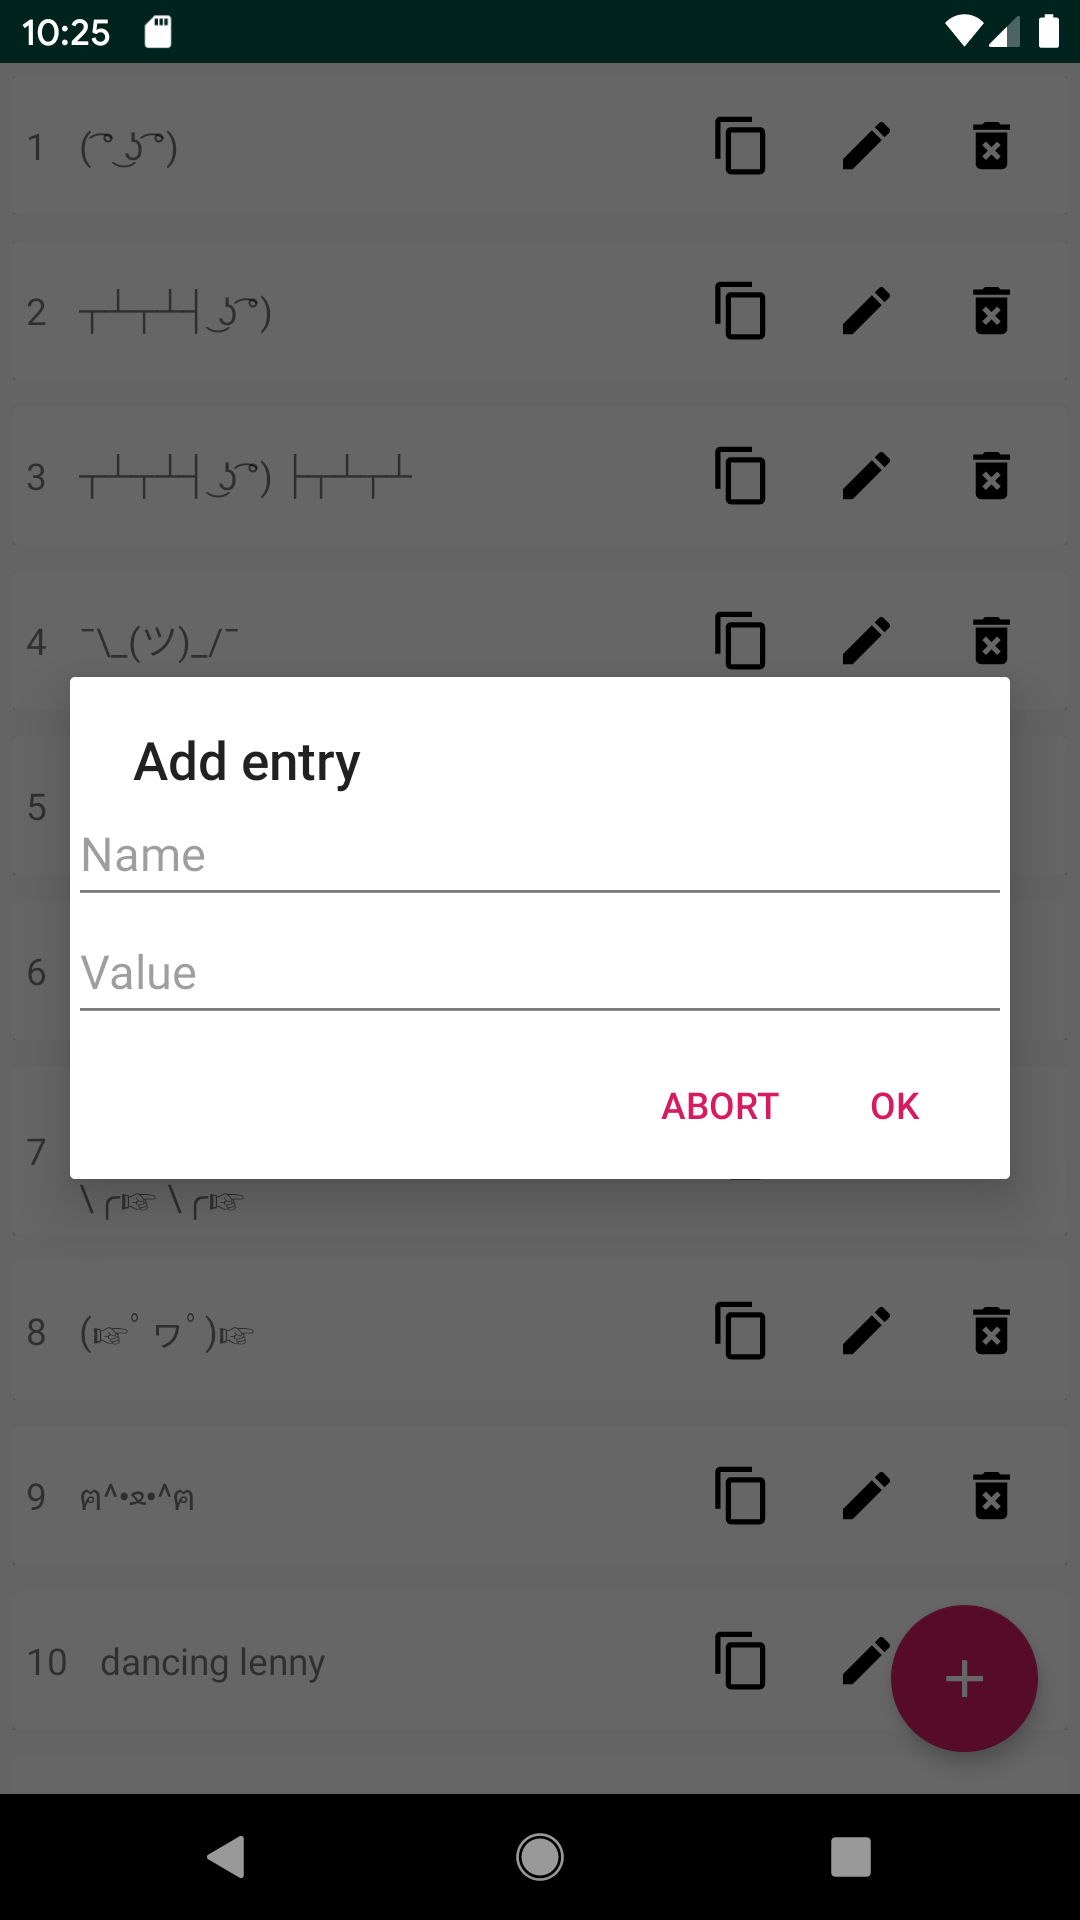 10:25
1 ( ͡° ͜ʖ ͡°)
2 ┬┴┬┴┤ ͜ʖ ͡°)
3 ┬┴┬┴┤ ͜ʖ ͡°) ├┬┴┬┴
4 ¯\_(ツ)_/¯
5
Add entry
Name
6
Value
ABORT OK
7
\╭☞ \╭☞
8 (☞ﾟヮﾟ)☞
9 ฅ^•ﻌ•^ฅ
10 dancing lenny